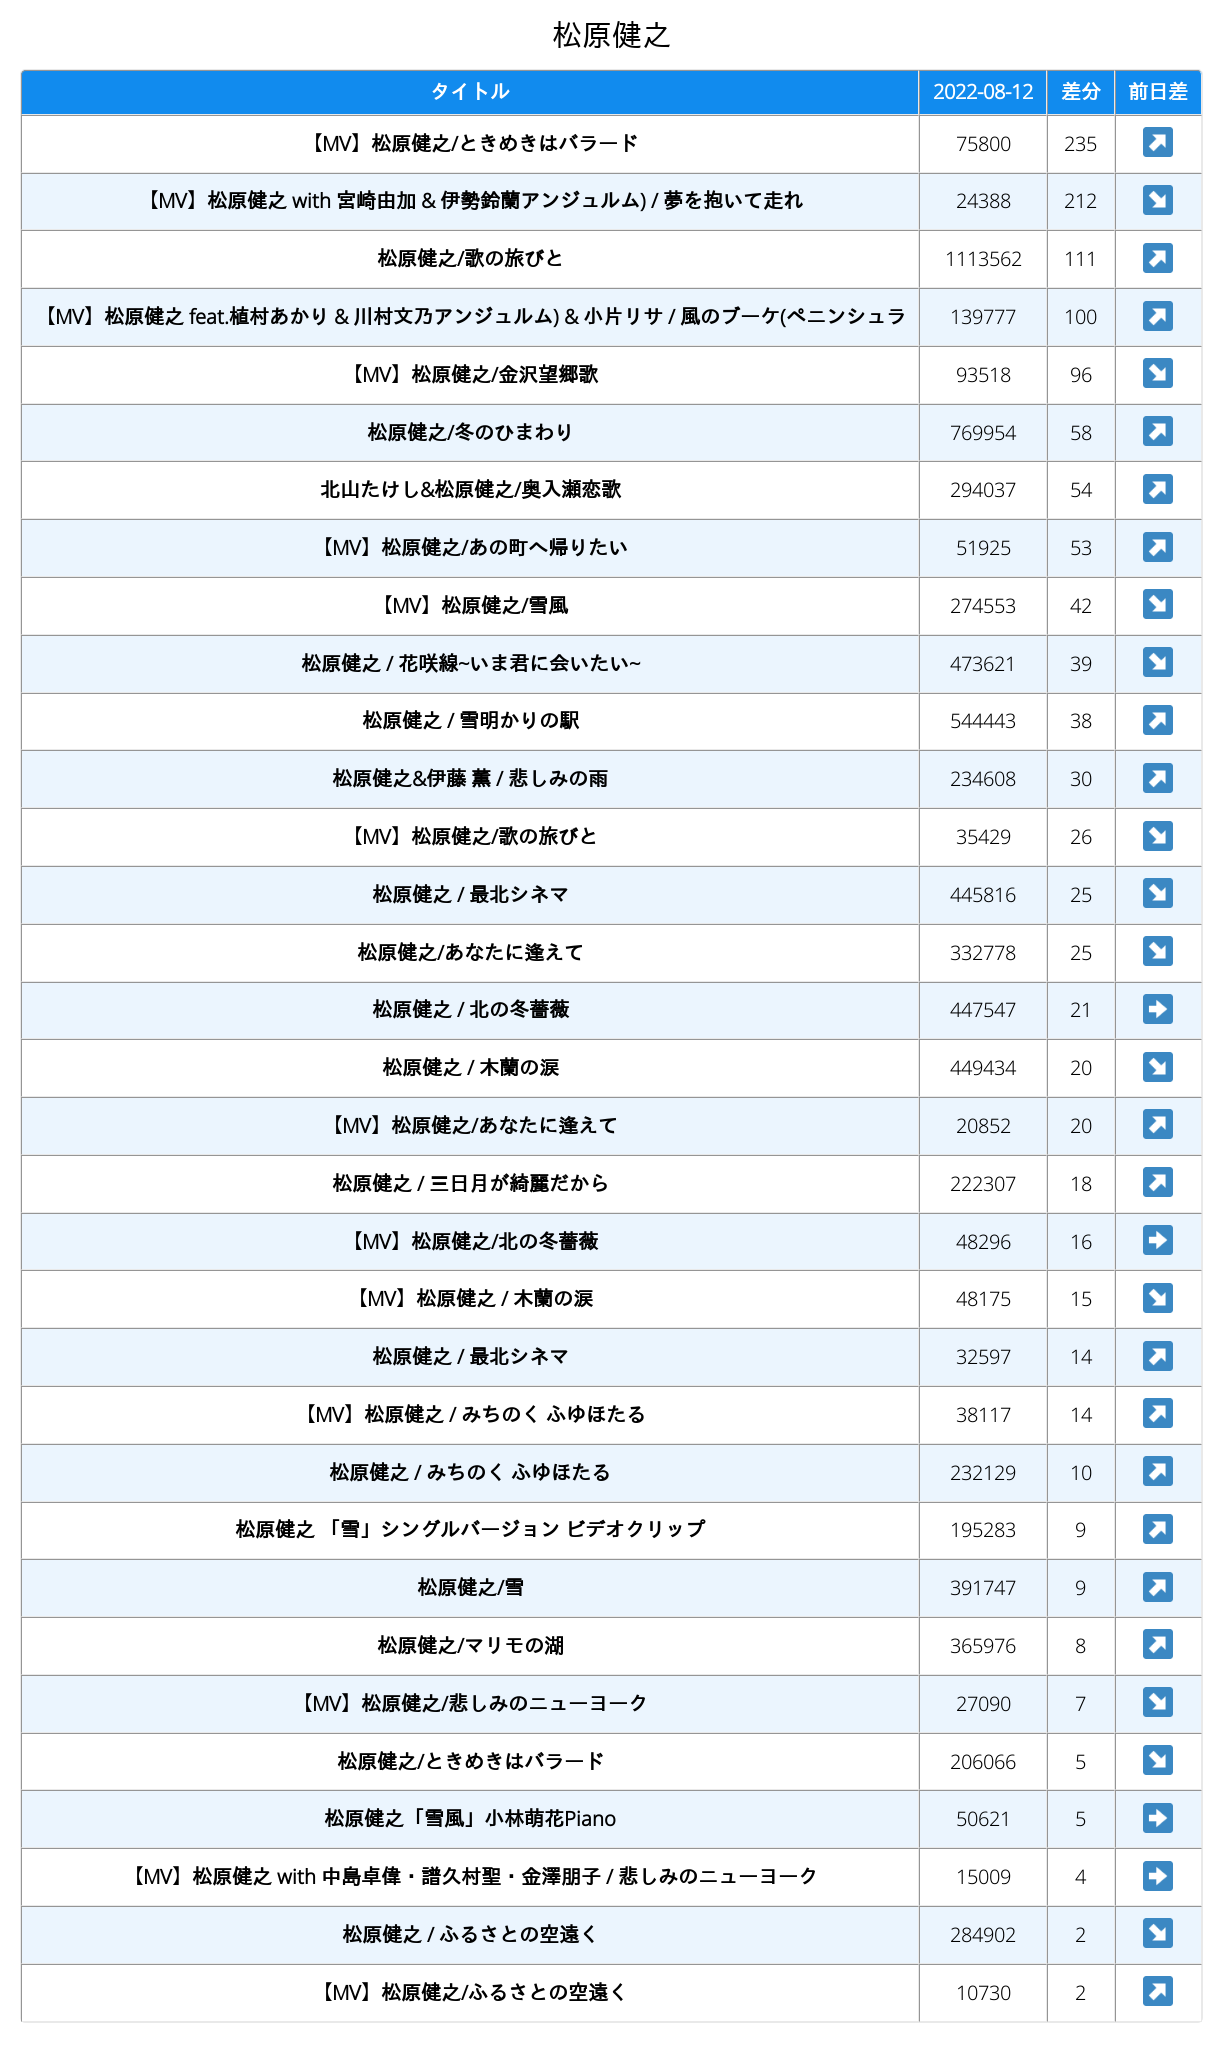 松原健之
タイトル 2022-08-12 差分 前日差
【MV】松原健之/ときめきはバラード 75800 235 ↗
【MV】松原健之 with 宮崎由加 & 伊勢鈴蘭アンジュルム) / 夢を抱いて走れ 24388 212 ↘
松原健之/歌の旅びと 1113562 111 ↗
【MV】松原健之 feat.植村あかり & 川村文乃アンジュルム) & 小片リサ / 風のブーケ(ペニンシュラ 139777 100 ↗
【MV】松原健之/金沢望郷歌 93518 96 ↘
松原健之/冬のひまわり 769954 58 ↗
北山たけし&松原健之/奥入瀬恋歌 294037 54 ↗
【MV】松原健之/あの町へ帰りたい 51925 53 ↗
【MV】松原健之/雪風 274553 42 ↘
松原健之 / 花咲線~いま君に会いたい~ 473621 39 ↘
松原健之 / 雪明かりの駅 544443 38 ↗
松原健之&伊藤 薫 / 悲しみの雨 234608 30 ↗
【MV】松原健之/歌の旅びと 35429 26 ↘
松原健之 / 最北シネマ 445816 25 ↘
松原健之/あなたに逢えて 332778 25 ↘
松原健之 / 北の冬薔薇 447547 21 ➡
松原健之 / 木蘭の涙 449434 20 ↘
【MV】松原健之/あなたに逢えて 20852 20 ↗
松原健之 / 三日月が綺麗だから 222307 18 ↗
【MV】松原健之/北の冬薔薇 48296 16 ➡
【MV】松原健之 / 木蘭の涙 48175 15 ↘
松原健之 / 最北シネマ 32597 14 ↗
【MV】松原健之 / みちのく ふゆほたる 38117 14 ↗
松原健之 / みちのく ふゆほたる 232129 10 ↗
松原健之 「雪」シングルバージョン ビデオクリップ 195283 9 ↗
松原健之/雪 391747 9 ↗
松原健之/マリモの湖 365976 8 ↗
【MV】松原健之/悲しみのニューヨーク 27090 7 ↘
松原健之/ときめきはバラード 206066 5 ↘
松原健之「雪風」小林萌花Piano 50621 5 ➡
【MV】松原健之 with 中島卓偉・譜久村聖・金澤朋子 / 悲しみのニューヨーク 15009 4 ➡
松原健之 / ふるさとの空遠く 284902 2 ↘
【MV】松原健之/ふるさとの空遠く 10730 2 ↗